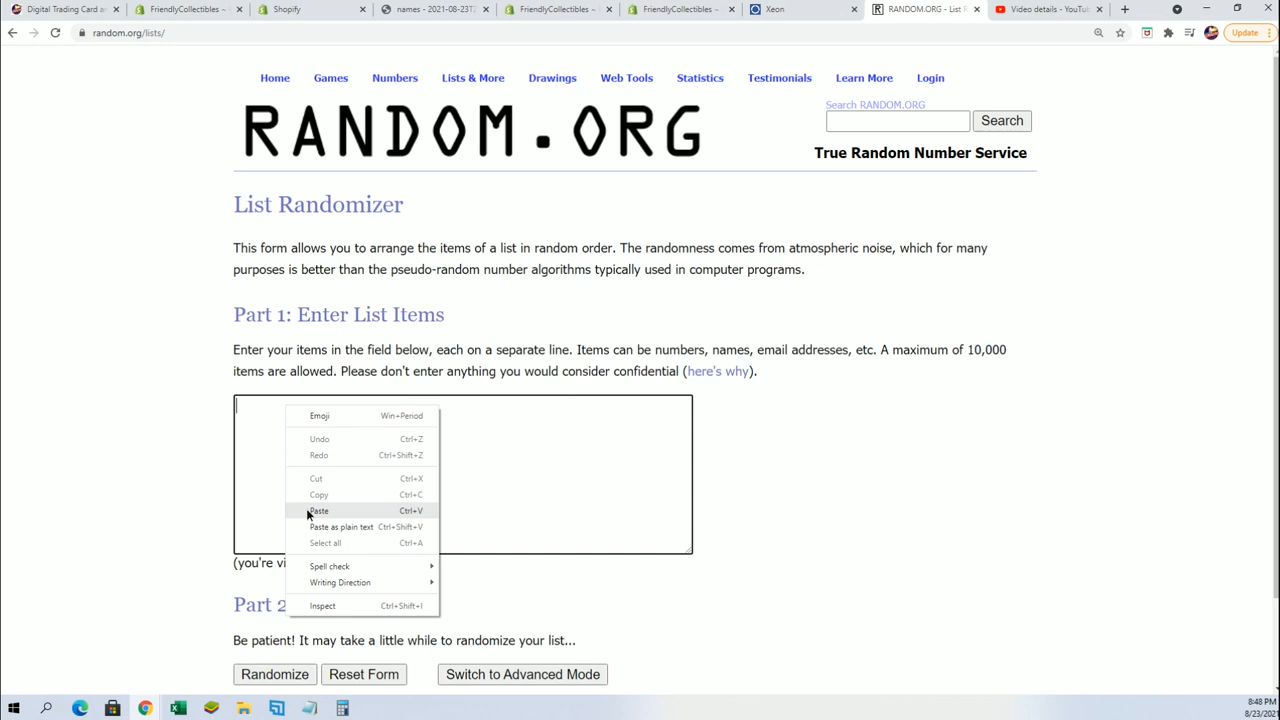 Digital Trading Card a
FriendlyCollectibles –
Shopify
names - 2021-08-23T
FriendlyCollectibles –
FriendlyCollectibles –
Xeon
RANDOM.ORG - List R
Video details - YouTu
random.org/lists/
Update
Home
Games
Numbers
Lists & More
Drawings
Web Tools
Statistics
Testimonials
Learn More
Login
RANDOM.ORG
Search RANDOM.ORG
Search
True Random Number Service
List Randomizer
This form allows you to arrange the items of a list in random order. The randomness comes from atmospheric noise, which for many
purposes is better than the pseudo-random number algorithms typically used in computer programs.
Part 1: Enter List Items
Enter your items in the field below, each on a separate line. Items can be numbers, names, email addresses, etc. A maximum of 10,000
items are allowed. Please don't enter anything you would consider confidential (here's why).
Emoji Win+Period
Undo Ctrl+Z
Redo Ctrl+Shift+Z
Cut Ctrl+X
Copy Ctrl+C
Paste Ctrl+V
Paste as plain text Ctrl+Shift+V
Select all Ctrl+A
Spell check
Writing Direction
Inspect Ctrl+Shift+I
(you're vi
Part 2
Be patient! It may take a little while to randomize your list...
Randomize
Reset Form
Switch to Advanced Mode
8:48 PM
8/23/2021